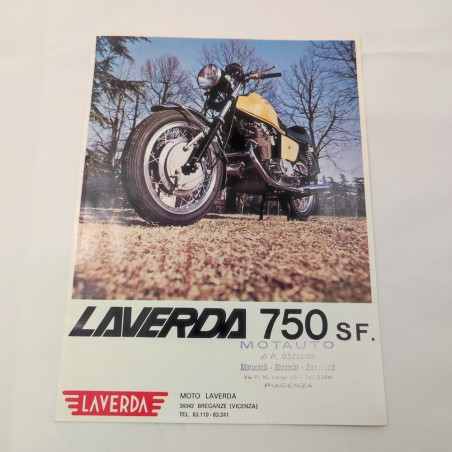 LAVERDA 750 SF.
MOTAUTO
PIACENZA
LAVERDA
MOTO LAVERDA
36042 BREGANZE (VICENZA)
TEL. 83.110 - 83.241